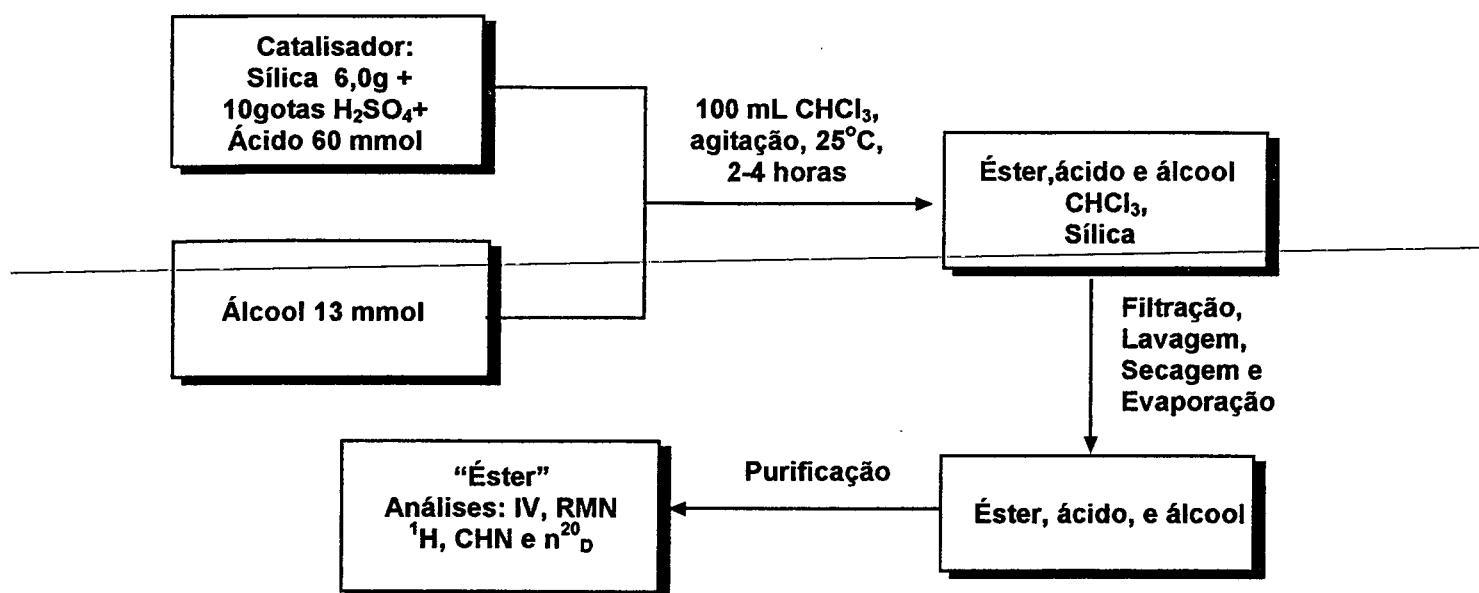 Catalisador:
Sílica 6,0g +
10gotas H₂SO₄+
Ácido 60 mmol
Álcool 13 mmol
100 mL CHCl₃,
agitação, 25°C,
2-4 horas
Éster,ácido e álcool
CHCl₃,
Sílica
Filtração,
Lavagem,
Secagem e
Evaporação
Éster, ácido, e álcool
Purificação
“Éster”
Análises: IV, RMN
¹H, CHN e n²⁰D